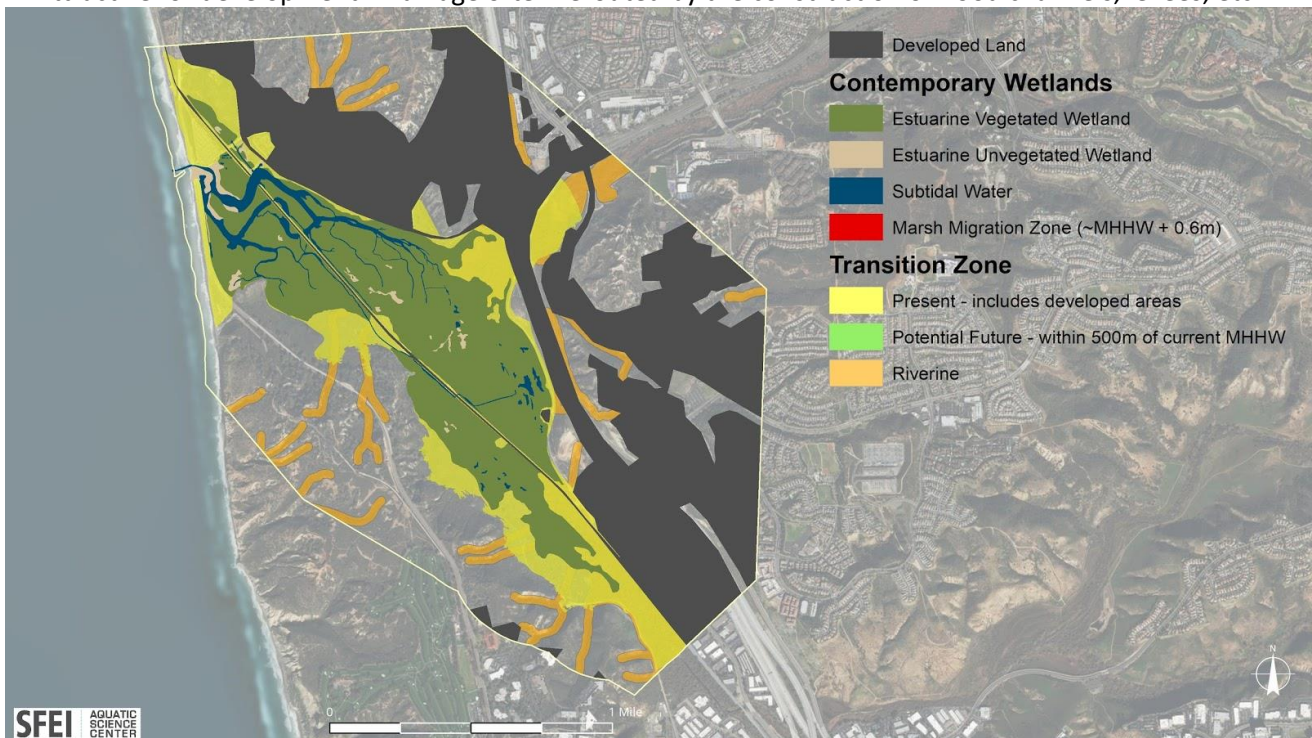 Developed Land
Contemporary Wetlands
Estuarine Vegetated Wetland
Estuarine Unvegetated Wetland
Subtidal Water
Marsh Migration Zone (~MHHW + 0.6m)
Transition Zone
Present - includes developed areas
Potential Future - within 500m of current MHHW
Riverine
N
0
1 Mile
SFEI
AQUATIC
SCIENCE
CENTER